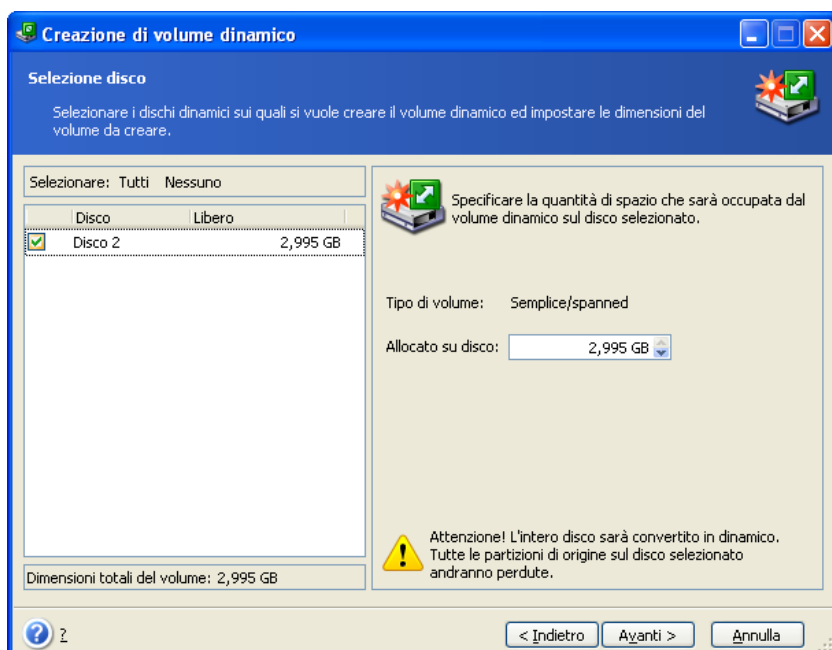 Creazione di volume dinamico
Selezione disco
Selezionare i dischi dinamici sui quali si vuole creare il volume dinamico ed impostare le dimensioni del
volume da creare.
Selezionare: Tutti Nessuno
Disco Libero
Disco 2 2,995 GB
Dimensioni totali del volume: 2,995 GB
Specificare la quantità di spazio che sarà occupata dal
volume dinamico sul disco selezionato.
Tipo di volume: Semplice/spanned
Allocato su disco: 2,995 GB
Attenzione! L'intero disco sarà convertito in dinamico.
Tutte le partizioni di origine sul disco selezionato
andranno perdute.
? ?
< Indietro Avanti > Annulla